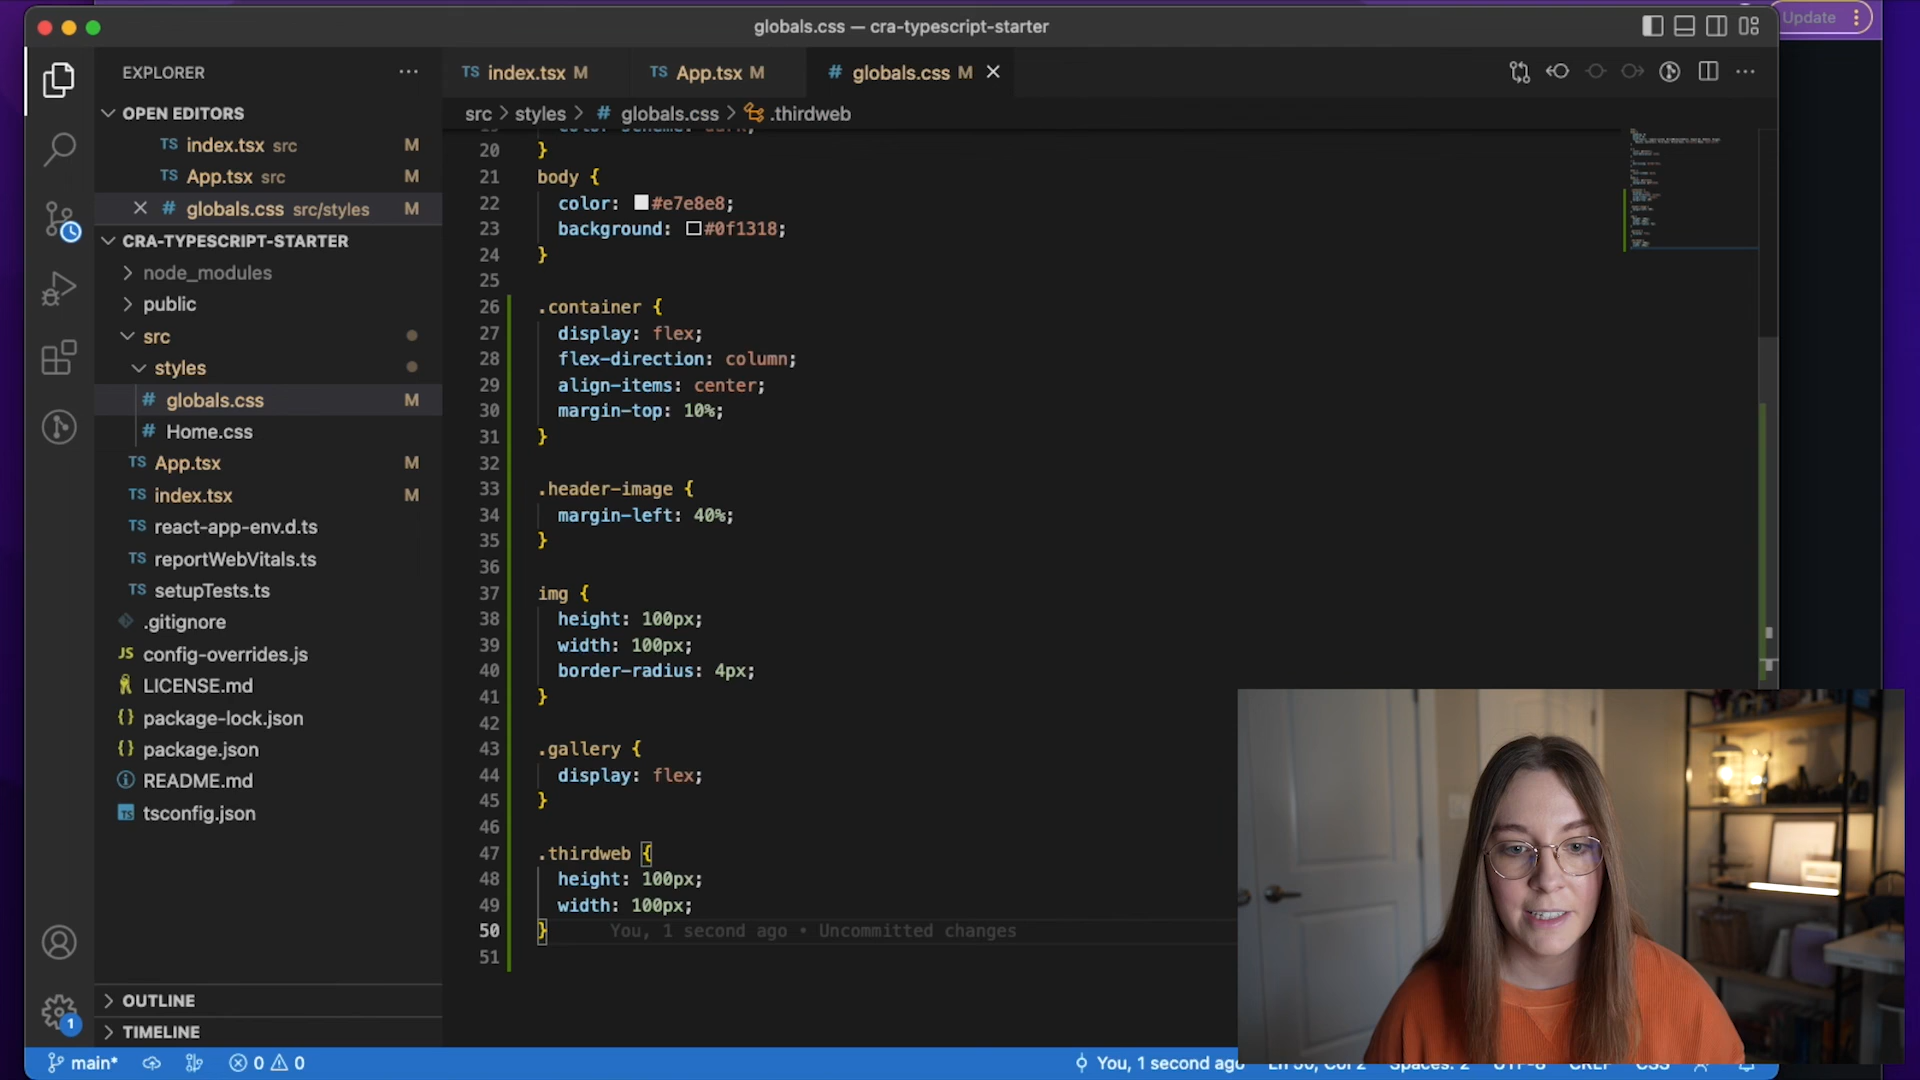 globals.css — cra-typescript-starter
Update
EXPLORER
TS index.tsx M
TS App.tsx M
# globals.css M
src > styles > # globals.css > .thirdweb
OPEN EDITORS
TS index.tsx src M
TS App.tsx src M
# globals.css src/styles M
CRA-TYPESCRIPT-STARTER
node_modules
public
src
styles
# globals.css M
# Home.css
TS App.tsx M
TS index.tsx M
TS react-app-env.d.ts
TS reportWebVitals.ts
TS setupTests.ts
.gitignore
JS config-overrides.js
LICENSE.md
{} package-lock.json
{} package.json
README.md
TS tsconfig.json
OUTLINE
TIMELINE
1
20 }
21 body {
22 color: #e7e8e8;
23 background: #0f1318;
24 }
25
26 .container {
27 display: flex;
28 flex-direction: column;
29 align-items: center;
30 margin-top: 10%;
31 }
32
33 .header-image {
34 margin-left: 40%;
35 }
36
37 img {
38 height: 100px;
39 width: 100px;
40 border-radius: 4px;
41 }
42
43 .gallery {
44 display: flex;
45 }
46
47 .thirdweb {
48 height: 100px;
49 width: 100px;
50 } You, 1 second ago • Uncommitted changes
51
main* 0 0 You, 1 second ago